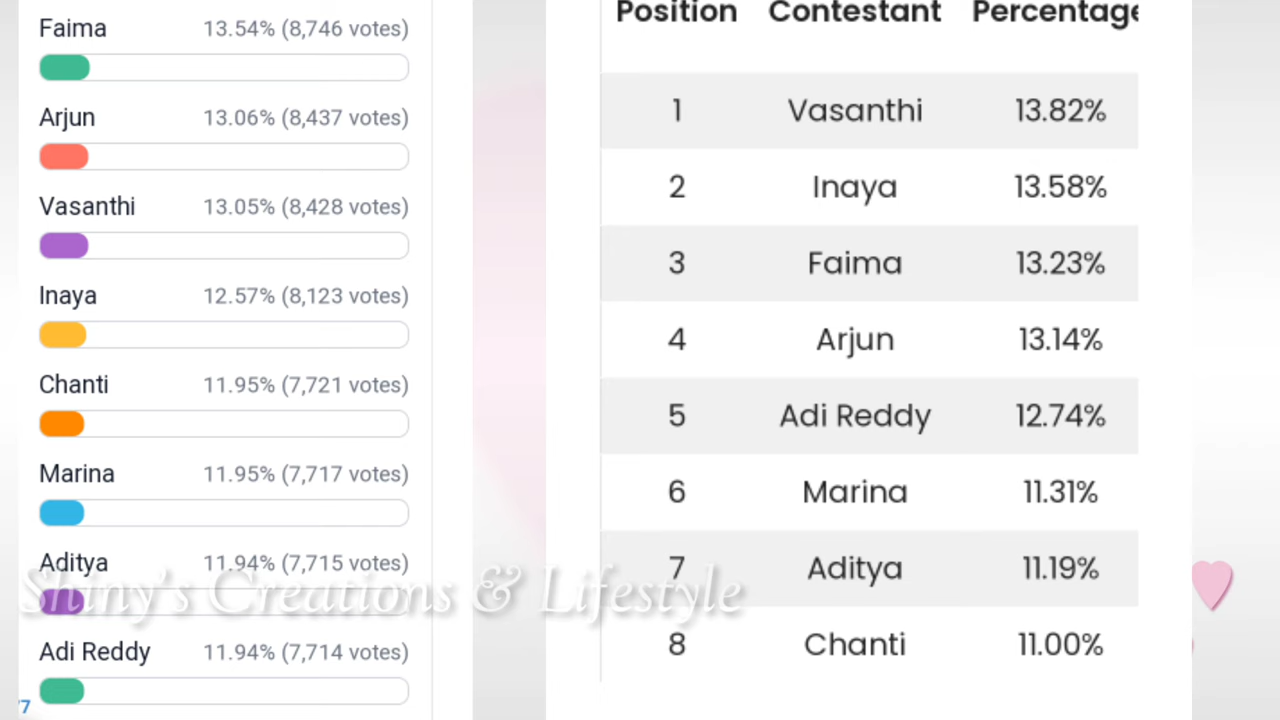 Faima 13.54% (8,746 votes)
Arjun 13.06% (8,437 votes)
Vasanthi 13.05% (8,428 votes)
Inaya 12.57% (8,123 votes)
Chanti 11.95% (7,721 votes)
Marina 11.95% (7,717 votes)
Aditya 11.94% (7,715 votes)
Adi Reddy 11.94% (7,714 votes)
Position Contestant Percentage
1 Vasanthi 13.82%
2 Inaya 13.58%
3 Faima 13.23%
4 Arjun 13.14%
5 Adi Reddy 12.74%
6 Marina 11.31%
7 Aditya 11.19%
8 Chanti 11.00%
Shiny's Creations & Lifestyle